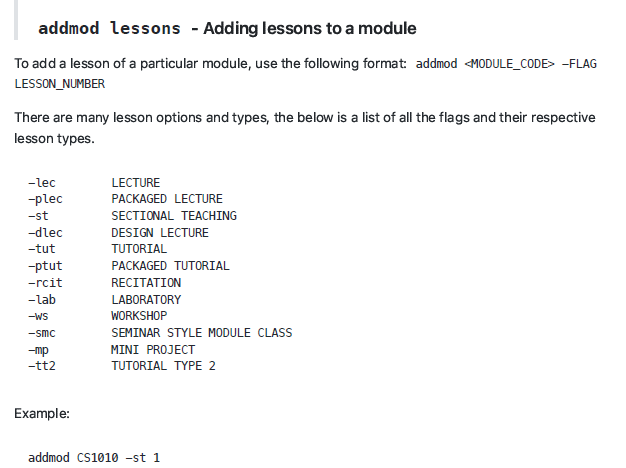 addmod lessons - Adding lessons to a module
To add a lesson of a particular module, use the following format: addmod <MODULE_CODE> –FLAG
LESSON_NUMBER
There are many lesson options and types, the below is a list of all the flags and their respective
lesson types.
–lec LECTURE
–plec PACKAGED LECTURE
–st SECTIONAL TEACHING
–dlec DESIGN LECTURE
–tut TUTORIAL
–ptut PACKAGED TUTORIAL
–rcit RECITATION
–lab LABORATORY
–ws WORKSHOP
–smc SEMINAR STYLE MODULE CLASS
–mp MINI PROJECT
–tt2 TUTORIAL TYPE 2
Example:
addmod CS1010 –st 1